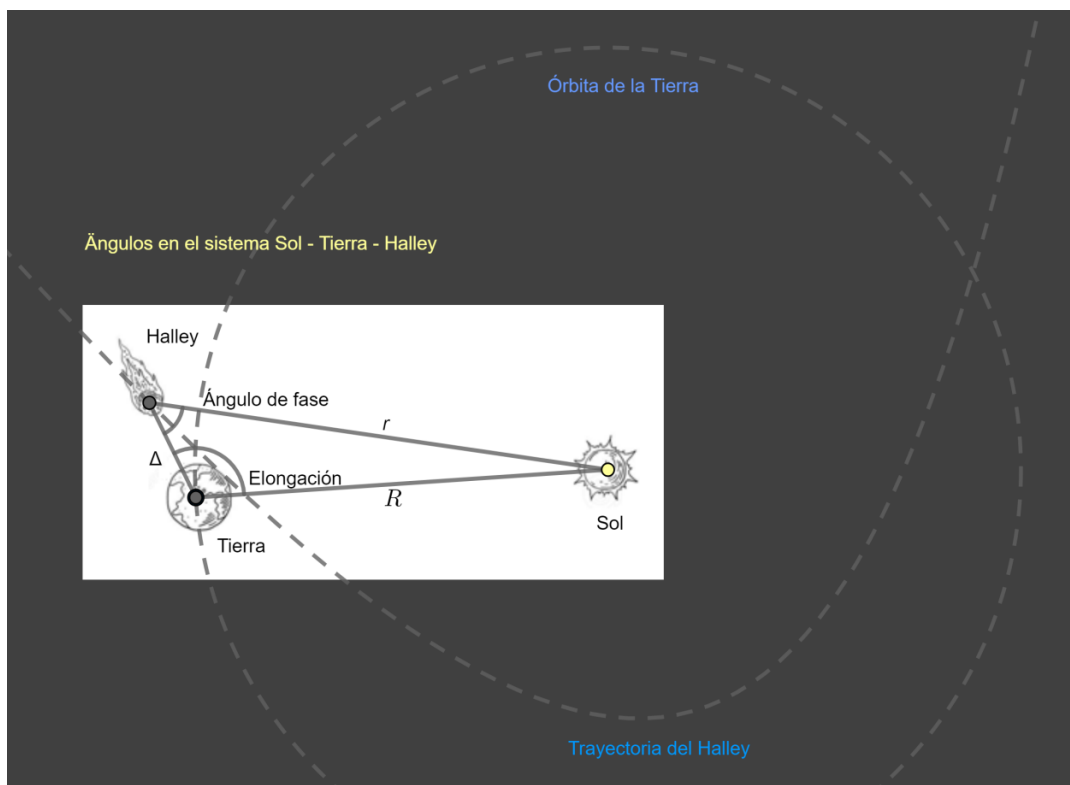 Órbita de la Tierra
Ängulos en el sistema Sol - Tierra - Halley
Halley
Ángulo de fase
r
Δ
Elongación
R
Sol
Tierra
Trayectoria del Halley